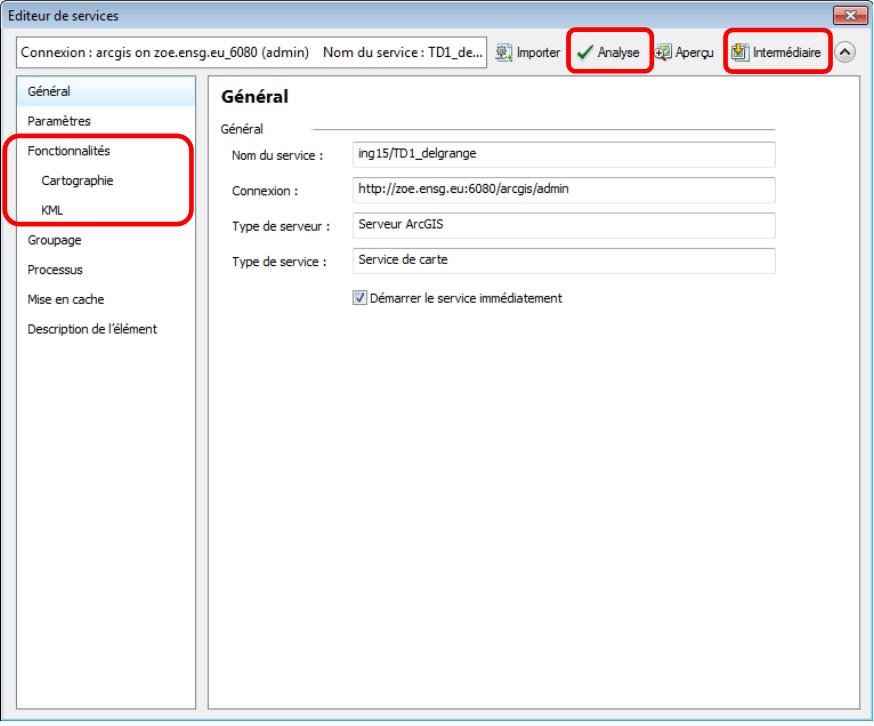 Editeur de services
Connexion : arcgis on zoe.ensg.eu_6080 (admin) Nom du service : TD1_de... Importer Analyse Aperçu Intermédiaire
Général
Paramètres
Fonctionnalités
Cartographie
KML
Groupage
Processus
Mise en cache
Description de l'élément
Général
Général
Nom du service : ing15/TD1_delgrange
Connexion : http://zoe.ensg.eu:6080/arcgis/admin
Type de serveur : Serveur ArcGIS
Type de service : Service de carte
Démarrer le service immédiatement